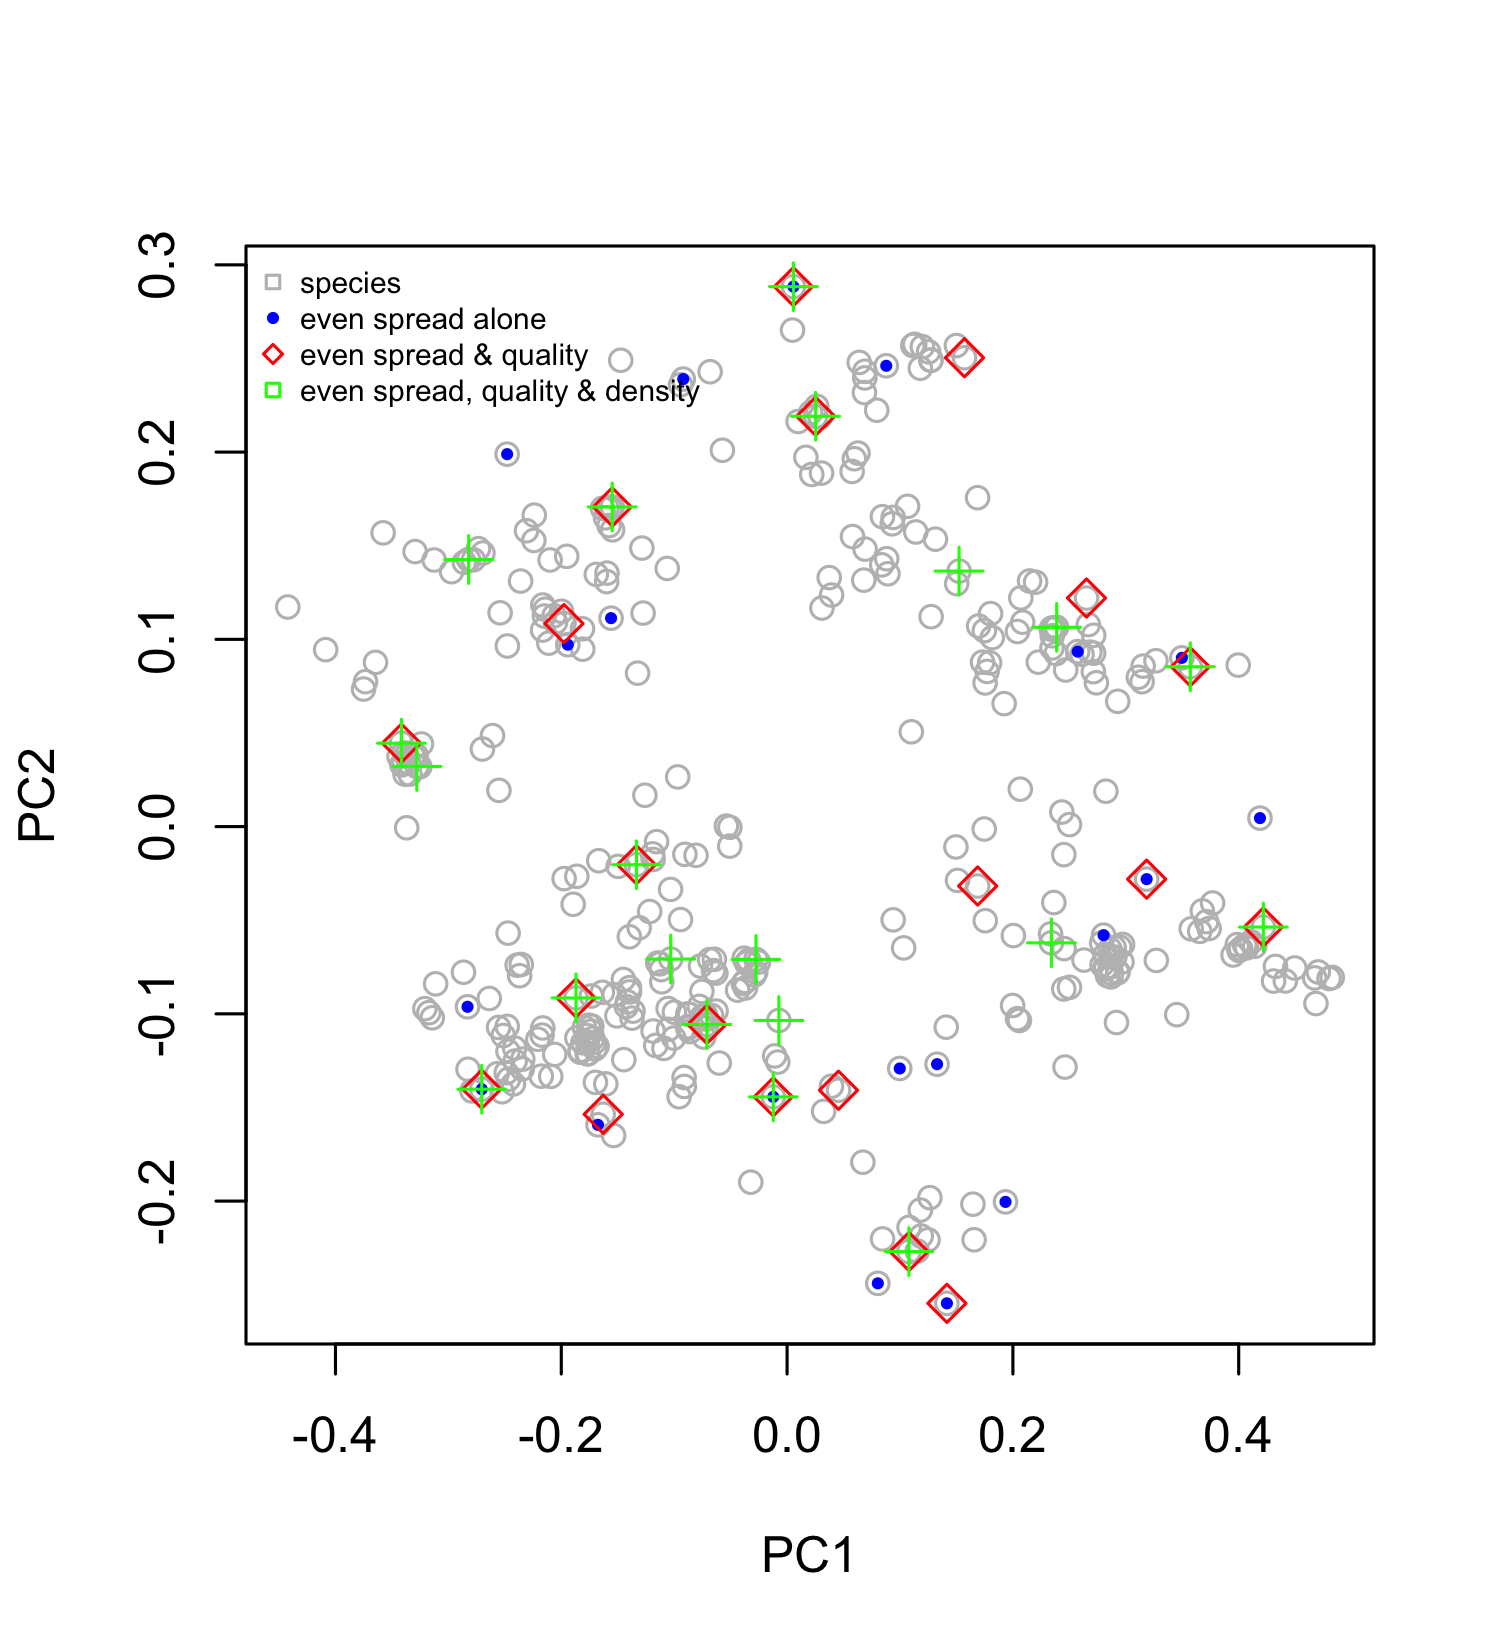 species
even spread alone
even spread & quality
even spread, quality & density
0.3
0.2
0.1
0.0
-0.1
-0.2
PC2
-0.4 -0.2 0.0 0.2 0.4
PC1